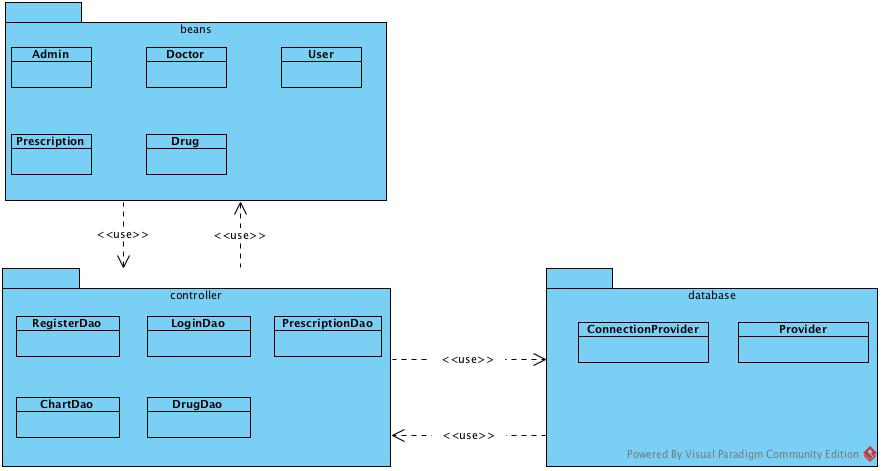 beans
Admin
Doctor
User
Prescription
Drug
<<use>>
<<use>>
controller
RegisterDao
LoginDao
PrescriptionDao
ChartDao
DrugDao
<<use>>
<<use>>
database
ConnectionProvider
Provider
Powered By Visual Paradigm Community Edition